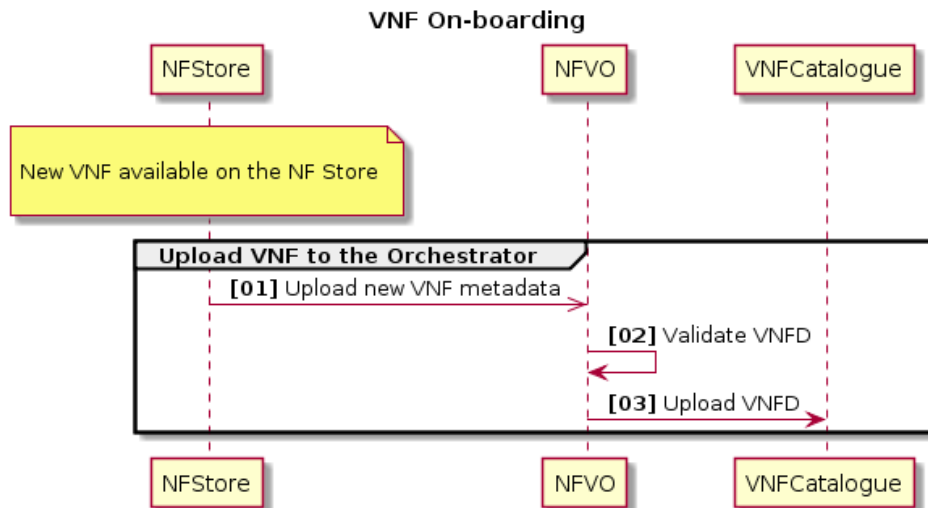 VNF On-boarding
NFStore
NFVO
VNFCatalogue
New VNF available on the NF Store
Upload VNF to the Orchestrator
[01] Upload new VNF metadata
[02] Validate VNFD
[03] Upload VNFD
NFStore
NFVO
VNFCatalogue